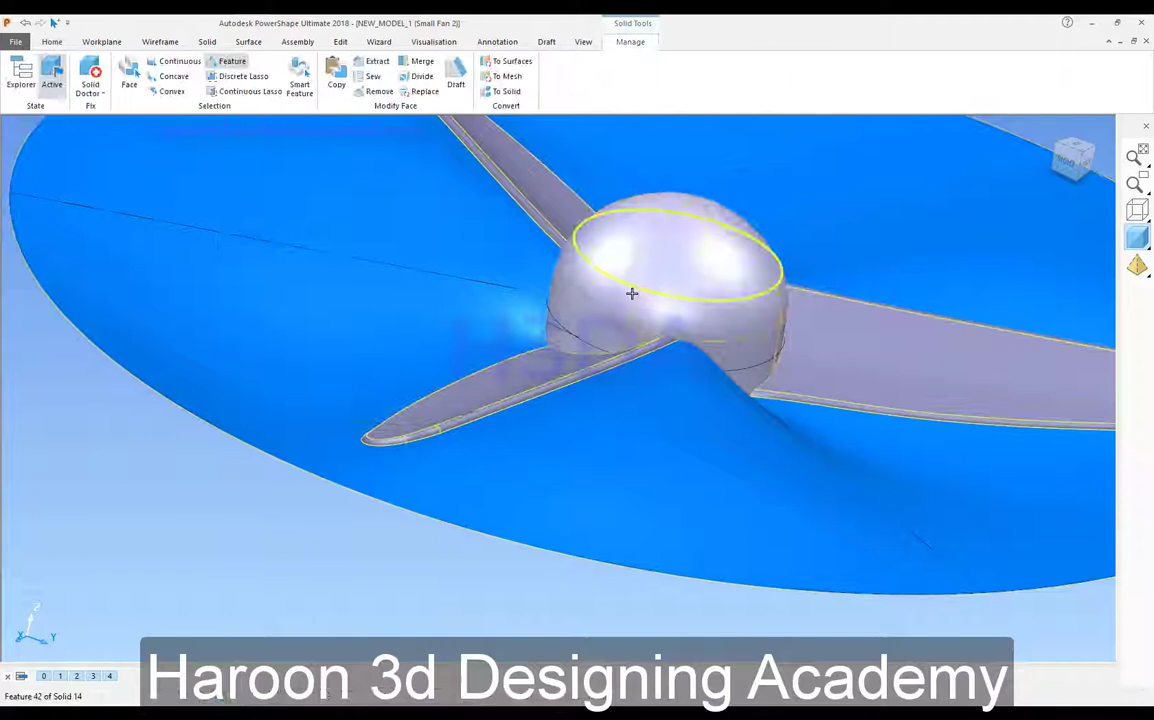 Autodesk PowerShape Ultimate 2018 - [NEW_MODEL_1 (Small Fan 2)]
Solid Tools
File Home Workplane Wireframe Solid Surface Assembly Edit Wizard Visualisation Annotation Draft View Manage
Explorer Active
State
Solid Doctor
Fix
Face
Continuous
Concave
Convex
Feature
Discrete Lasso
Continuous Lasso
Smart Feature
Selection
Copy
Extract
Sew
Remove
Merge
Divide
Replace
Draft
Modify Face
To Surfaces
To Mesh
To Solid
Convert
Z
X
Y
0 1 2 3 4
Feature 42 of Solid 14
Haroon 3d Designing Academy